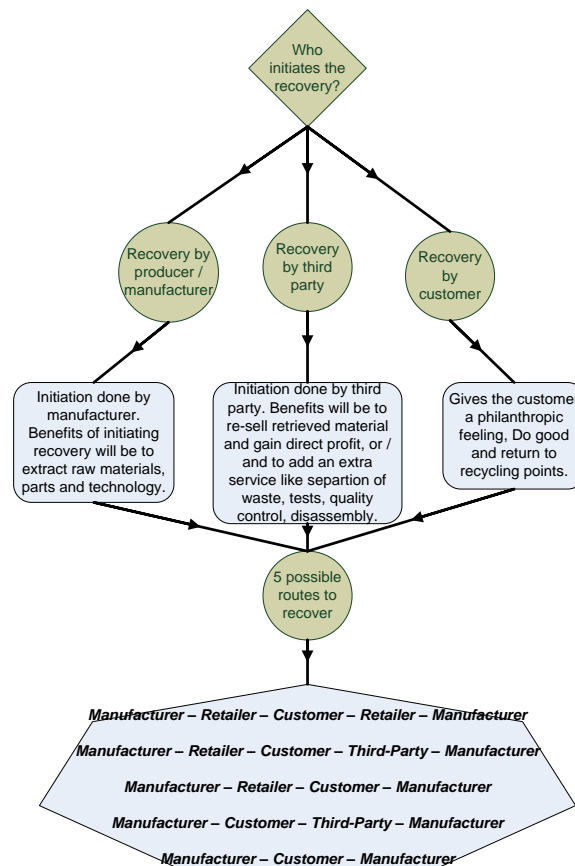 Who
initiates the
recovery?
Recovery by
producer /
manufacturer
Recovery
by third
party
Recovery
by
customer
Initiation done by
manufacturer.
Benefits of initiating
recovery will be to
extract raw materials,
parts and technology.
Initiation done by third
party. Benefits will be to
re-sell retrieved material
and gain direct profit, or /
and to add an extra
service like separtion of
waste, tests, quality
control, disassembly.
Gives the customer
a philanthropic
feeling, Do good
and return to
recycling points.
5 possible
routes to
recover
Manufacturer – Retailer – Customer – Retailer – Manufacturer
Manufacturer – Retailer – Customer – Third-Party – Manufacturer
Manufacturer – Retailer – Customer – Manufacturer
Manufacturer – Customer – Third-Party – Manufacturer
Manufacturer – Customer – Manufacturer